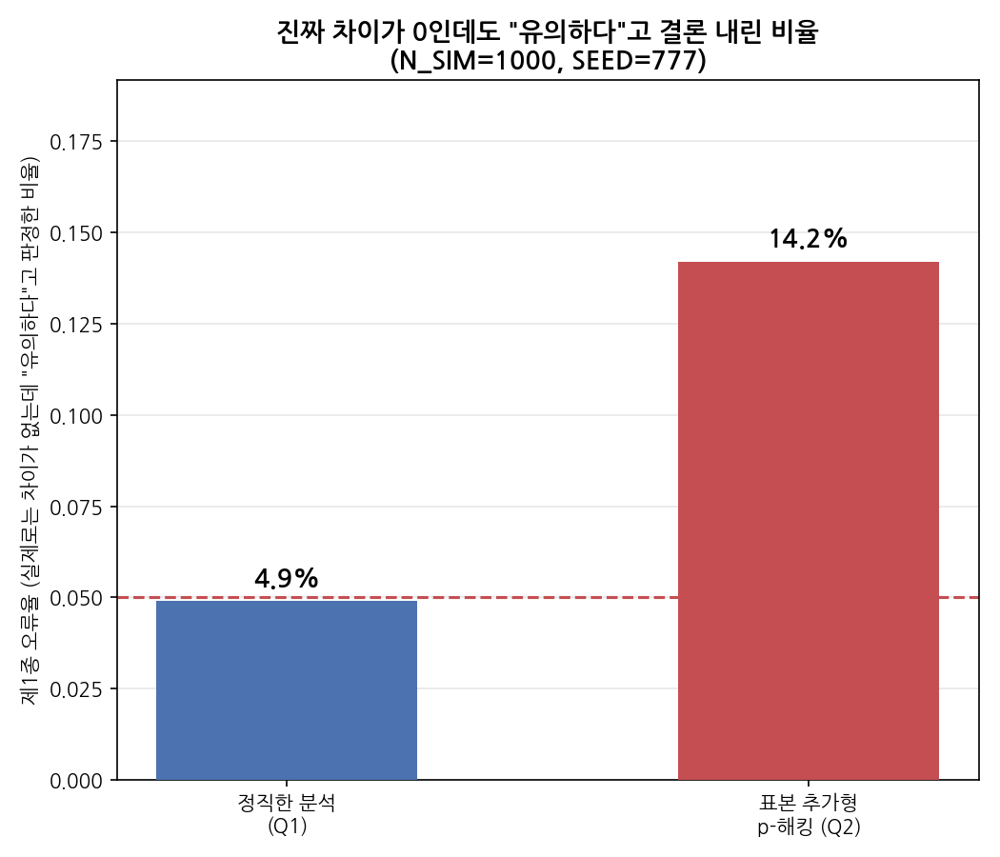 진짜 차이가 0인데도 "유의하다"고 결론 내린 비율
(N_SIM=1000, SEED=777)
제1종 오류율 (실제로는 차이가 없는데 "유의하다"고 판정한 비율)
0.175
0.150
0.125
0.100
0.075
0.050
0.025
0.000
4.9%
14.2%
정직한 분석
(Q1)
표본 추가형
p-해킹 (Q2)